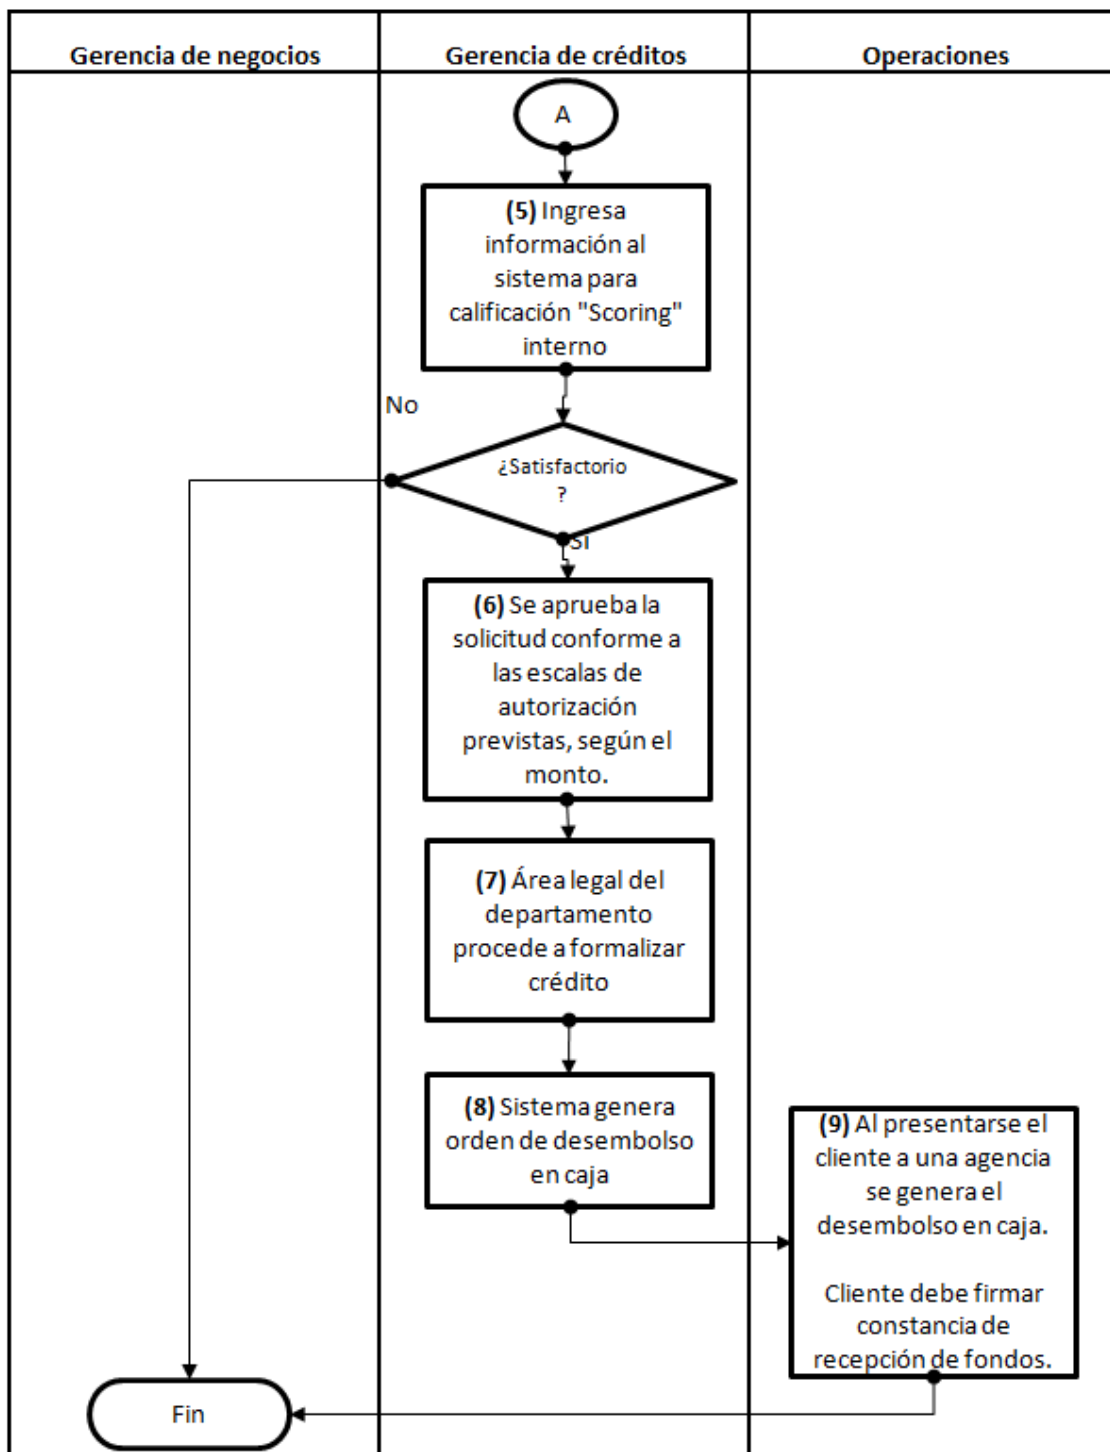 Gerencia de negocios
Gerencia de créditos
Operaciones
A
(5) Ingresa
información al
sistema para
calificación "Scoring"
interno
No
¿Satisfactorio
?
Si
(6) Se aprueba la
solicitud conforme a
las escalas de
autorización
previstas, según el
monto.
(7) Área legal del
departamento
procede a formalizar
crédito
(8) Sistema genera
orden de desembolso
en caja
(9) Al presentarse el
cliente a una agencia
se genera el
desembolso en caja.
Cliente debe firmar
constancia de
recepción de fondos.
Fin